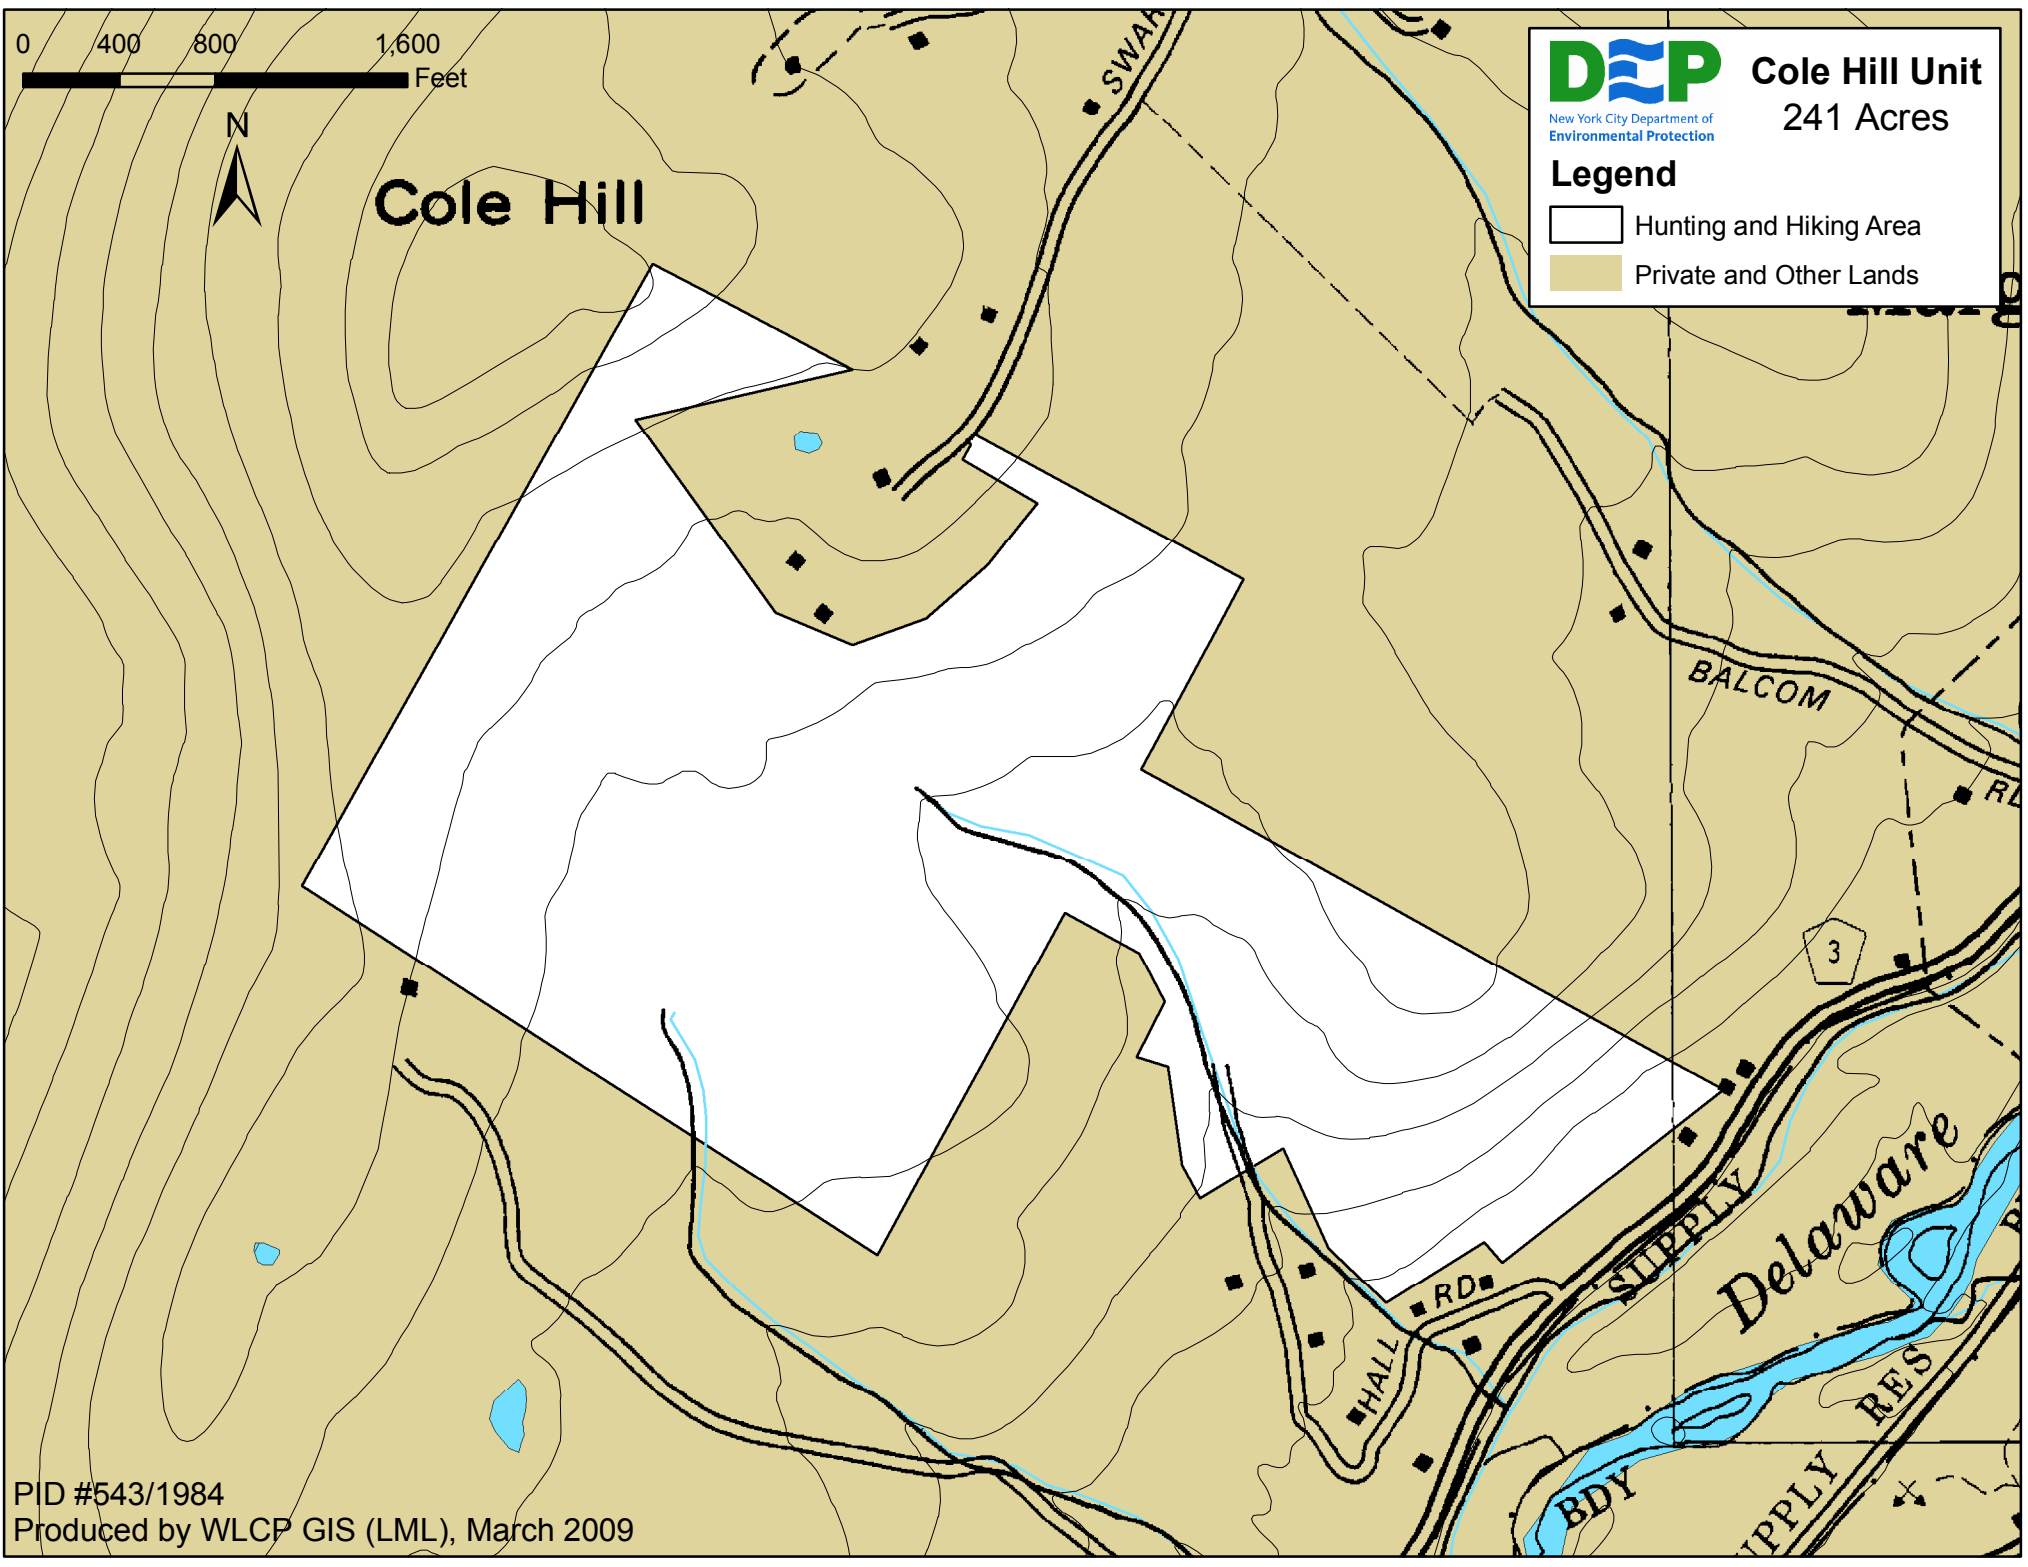 0 400 800 1,600
Feet
N
Cole Hill
DEP
New York City Department of
Environmental Protection
Cole Hill Unit
241 Acres
Legend
Hunting and Hiking Area
Private and Other Lands
BALCOM
RD
3
SUPPLY
Delaware
HALL
RD
RES
BDY
PID #543/1984
Produced by WLCP GIS (LML), March 2009